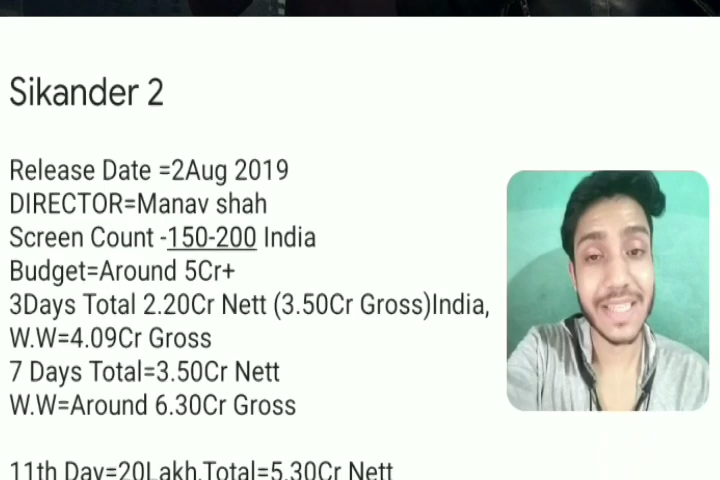 Sikander 2
Release Date =2Aug 2019
DIRECTOR=Manav shah
Screen Count -150-200 India
Budget=Around 5Cr+
3Days Total 2.20Cr Nett (3.50Cr Gross)India,
W.W=4.09Cr Gross
7 Days Total=3.50Cr Nett
W.W=Around 6.30Cr Gross
11th Day=20Lakh,Total=5.30Cr Nett